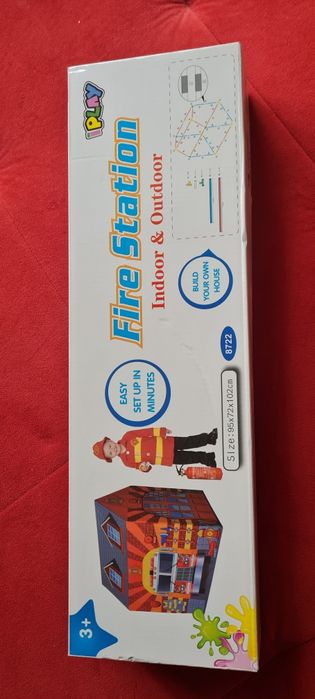 iPLAY
Fire Station
Indoor & Outdoor
EASY
SET UP IN
MINUTES
BUILD
YOUR OWN
HOUSE
8722
Size:95x72x102cm
3+